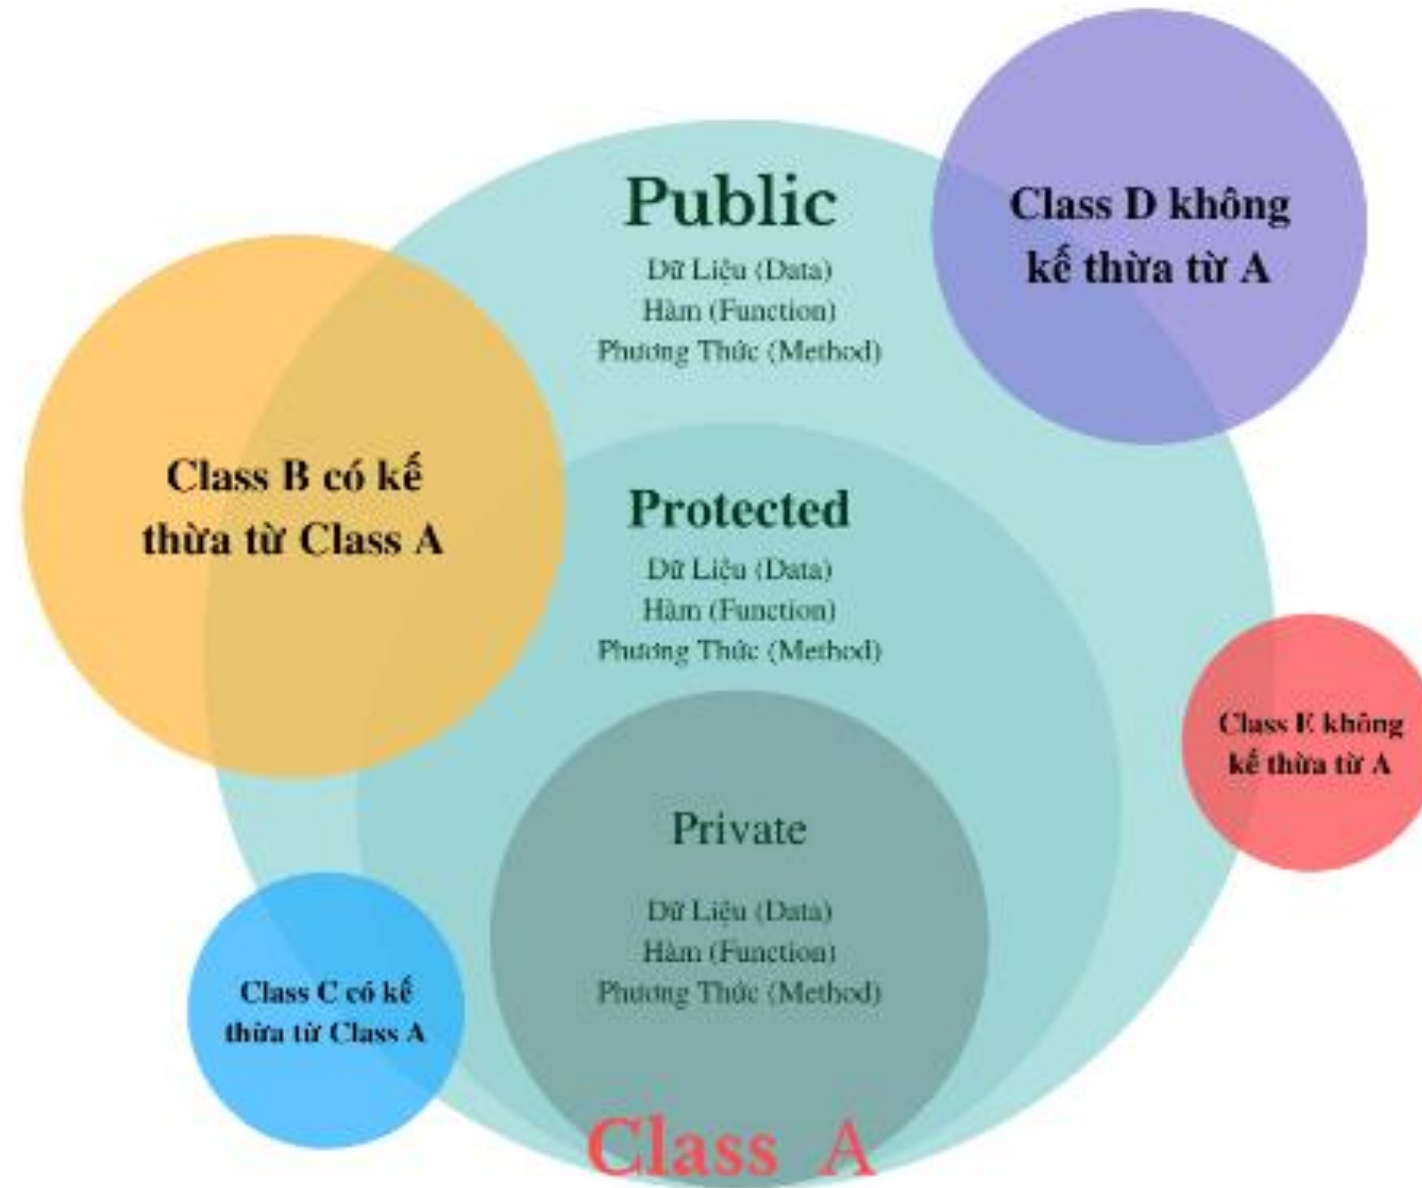 Public
Dữ Liệu (Data)
Hàm (Function)
Phương Thức (Method)
Class D không
kế thừa từ A
Class B có kế
thừa từ Class A
Protected
Dữ Liệu (Data)
Hàm (Function)
Phương Thức (Method)
Class E không
kế thừa từ A
Private
Dữ Liệu (Data)
Hàm (Function)
Phương Thức (Method)
Class C có kế
thừa từ Class A
Class A